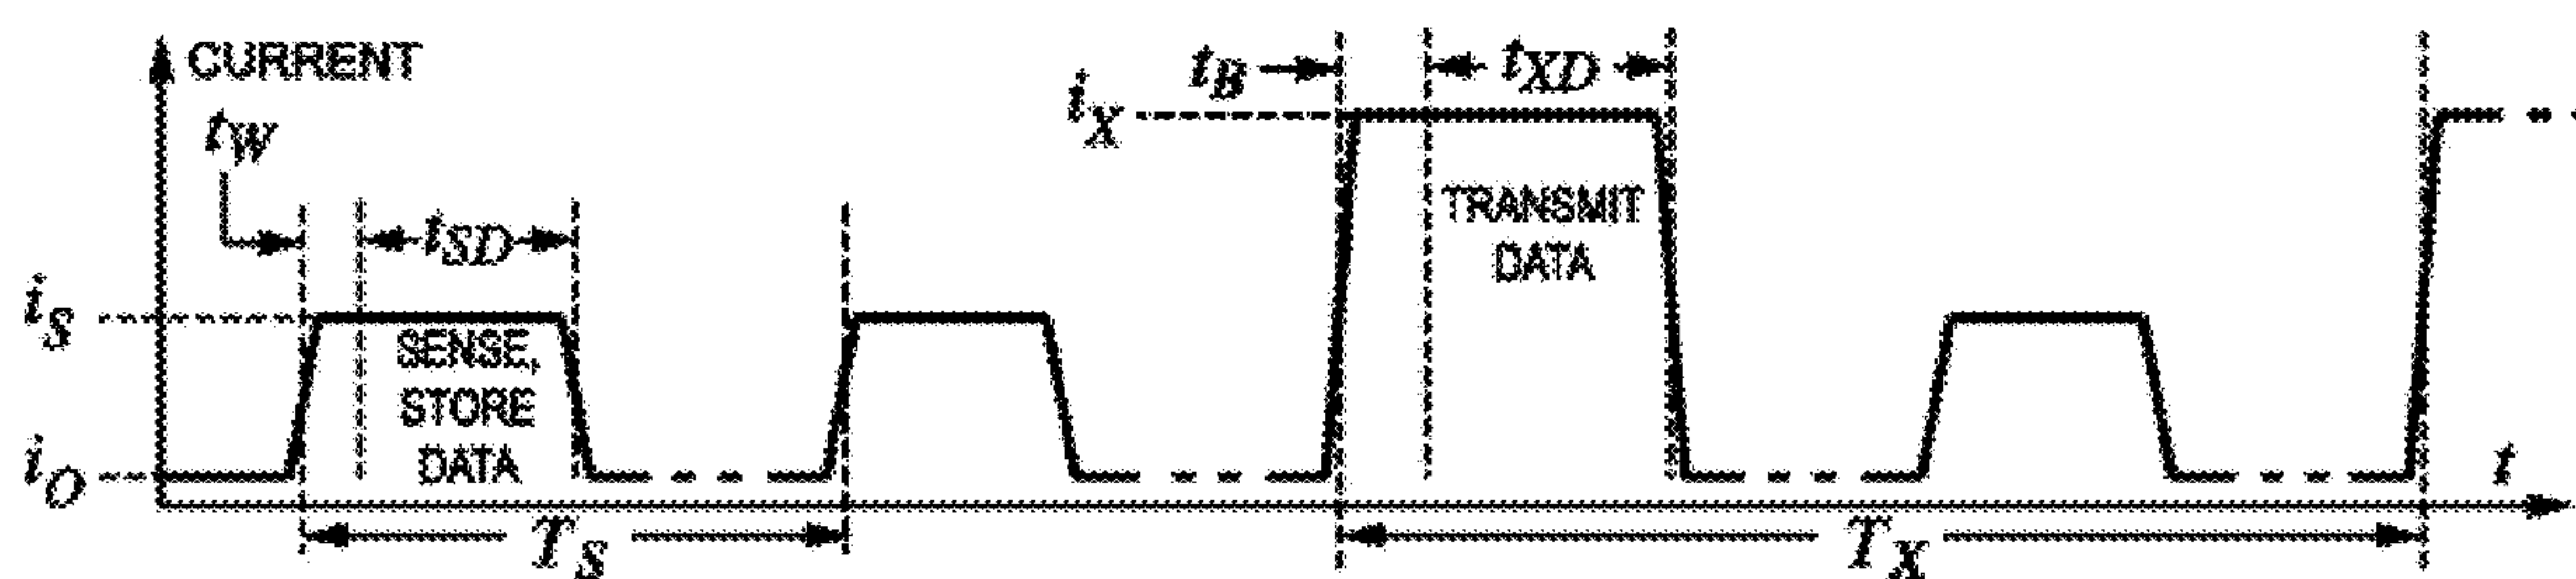 CURRENT
tW
tSD
iS
iO
SENSE,
STORE
DATA
TS
tB
tXD
iX
TRANSMIT
DATA
t
TX